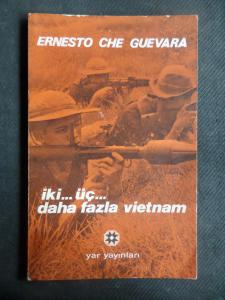 ERNESTO CHE GUEVARA
iki... üç...
daha fazla vietnam
yar yayınları